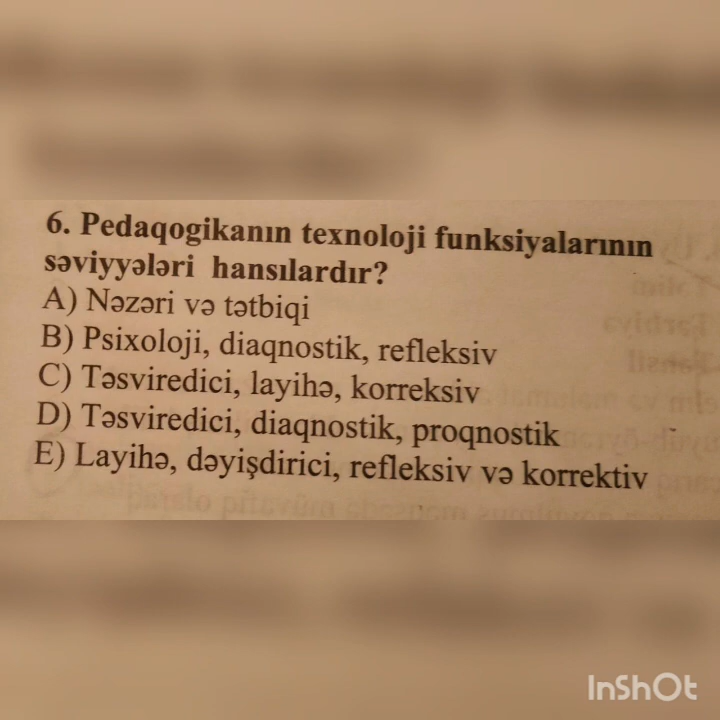 6. Pedaqogikanın texnoloji funksiyalarının
səviyyələri hansılardır?
A) Nəzəri və tətbiqi
B) Psixoloji, diaqnostik, refleksiv
C) Təsviredici, layihə, korreksiv
D) Təsviredici, diaqnostik, proqnostik
E) Layihə, dəyişdirici, refleksiv və korrektiv
InShOt